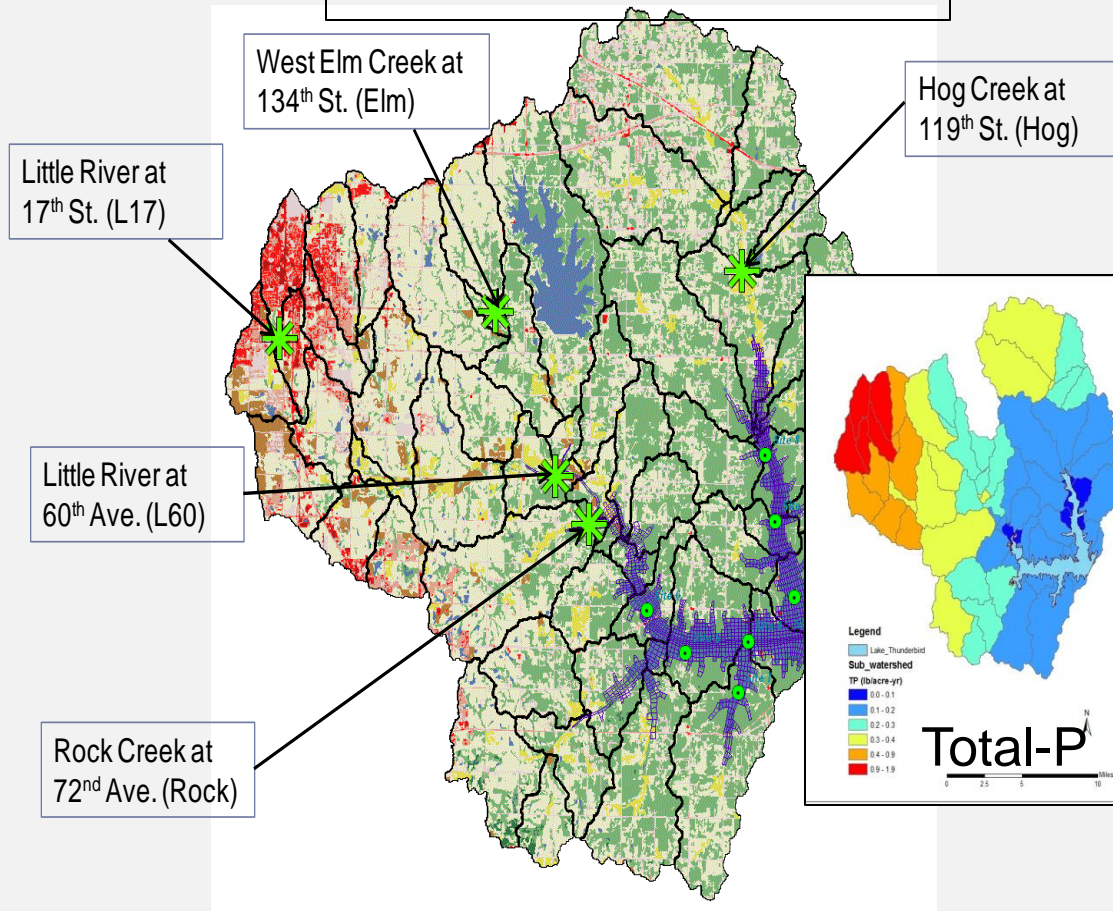 West Elm Creek at
134th St. (Elm)
Hog Creek at
119th St. (Hog)
Little River at
17th St. (L17)
Little River at
60th Ave. (L60)
Rock Creek at
72nd Ave. (Rock)
Legend
Lake_Thunderbird
Sub_watershed
TP (lb/acre-yr)
0.0 - 0.1
0.1 - 0.2
0.2 - 0.3
0.3 - 0.4
0.4 - 0.9
0.9 - 1.9
N
Total-P
Miles
0 2.5 5 10